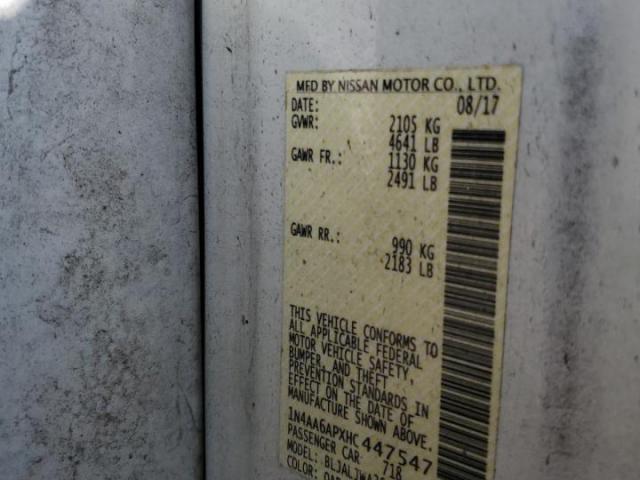 MFD BY NISSAN MOTOR CO., LTD.
DATE: 08/17
GVWR: 2105 KG
4641 LB
GAWR FR.: 1130 KG
2491 LB
GAWR RR.: 990 KG
2183 LB
THIS VEHICLE CONFORMS TO
ALL APPLICABLE FEDERAL
MOTOR VEHICLE SAFETY,
BUMPER, AND THEFT
PREVENTION STANDARDS IN
EFFECT ON THE DATE OF
MANUFACTURE SHOWN ABOVE.
1N4AA6APXHC447547
PASSENGER CAR 718
MODEL:
COLOR: